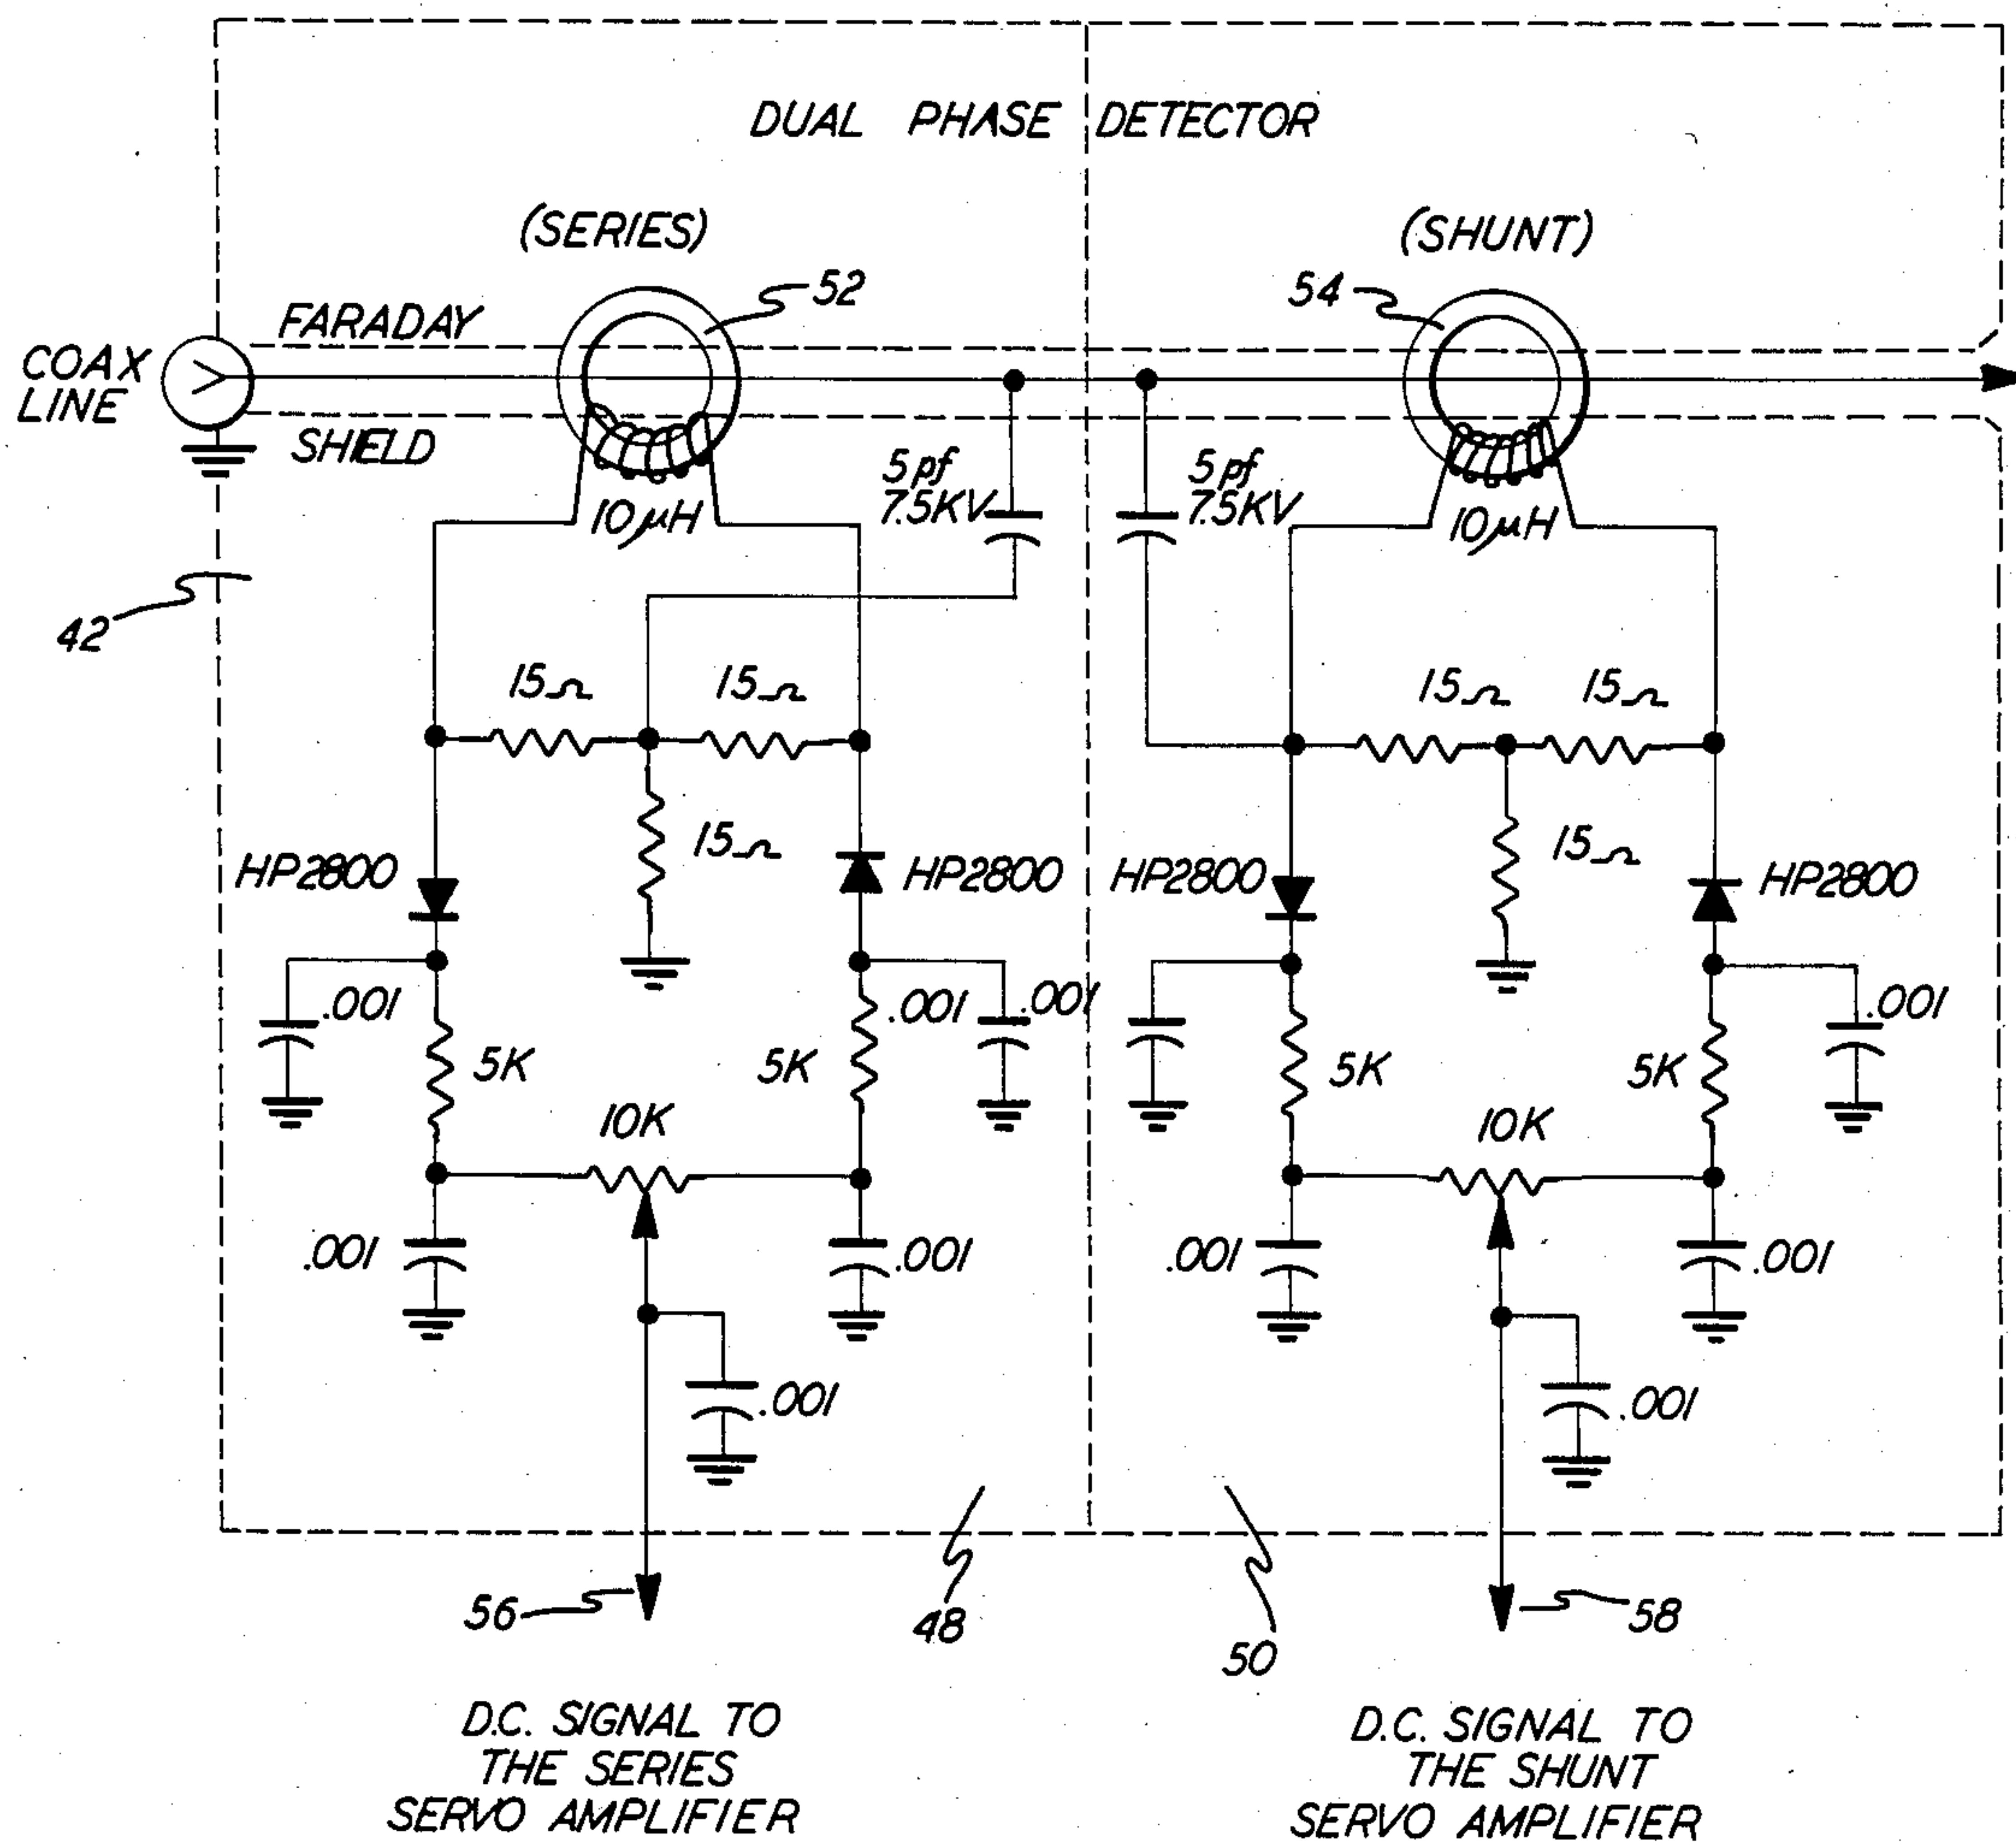 DUAL PHASE DETECTOR
(SERIES)
(SHUNT)
52
54
FARADAY
COAX
LINE
SHIELD
5pf
7.5KV
5pf
7.5KV
10μH
10μH
42
15Ω
15Ω
15Ω
15Ω
15Ω
15Ω
HP2800
HP2800
HP2800
HP2800
.001
.001
.001
.001
5K
5K
5K
5K
10K
10K
.001
.001
.001
.001
.001
.001
56
48
50
58
D.C. SIGNAL TO
THE SERIES
SERVO AMPLIFIER
D.C. SIGNAL TO
THE SHUNT
SERVO AMPLIFIER